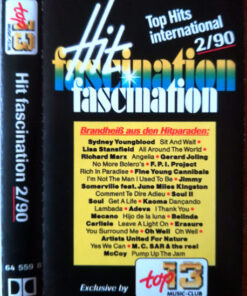 top
13
MUSIC-CLUB
Hit fascination 2/90
64 559 8
Top Hits
international
2/90
Hit
fascination
fascination
Brandheiß aus den Hitparaden:
Sydney Youngblood Sit And Wait •
Lisa Stansfield All Around The World •
Richard Marx Angelia • Gerard Joling
No More Bolero's • F. P. I. Project
Rich In Paradise • Fine Young Cannibals
I'm Not The Man I Used To Be • Jimmy
Somerville feat. June Miles Kingston
Comment Te Dire Adieu • Soul II
Soul Get A Life • Kaoma Dançando
Lambada • Adeva I Thank You •
Mecano Hijo de la Luna • Belinda
Carlisle Leave A Light On • Erasure
You Surround Me • Oh Well Oh Well •
Artists United For Nature
Yes We Can • M. C. SAR & the real
McCoy Pump Up The Jam
Exclusive by
top
13
MUSIC-CLUB